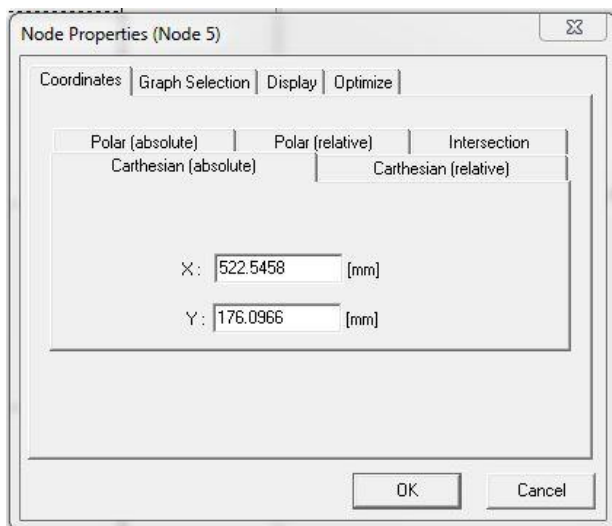 Node Properties (Node 5)
Coordinates Graph Selection Display Optimize
Polar (absolute) Polar (relative) Intersection
Carthesian (absolute) Carthesian (relative)
X : 522.5458 [mm]
Y : 176.0966 [mm]
OK Cancel